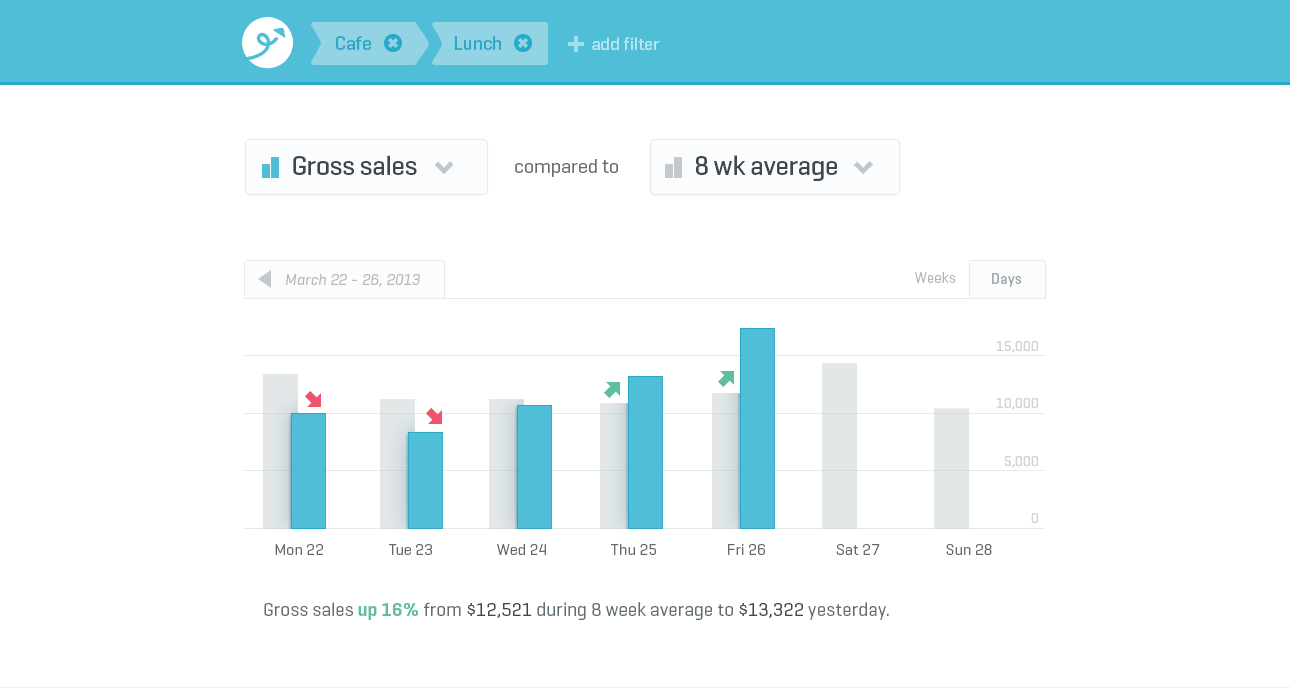 Cafe Lunch add filter
Gross sales compared to 8 wk average
March 22 - 26, 2013 Weeks Days
15,000
10,000
5,000
0
Mon 22 Tue 23 Wed 24 Thu 25 Fri 26 Sat 27 Sun 28
Gross sales up 16% from $12,521 during 8 week average to $13,322 yesterday.